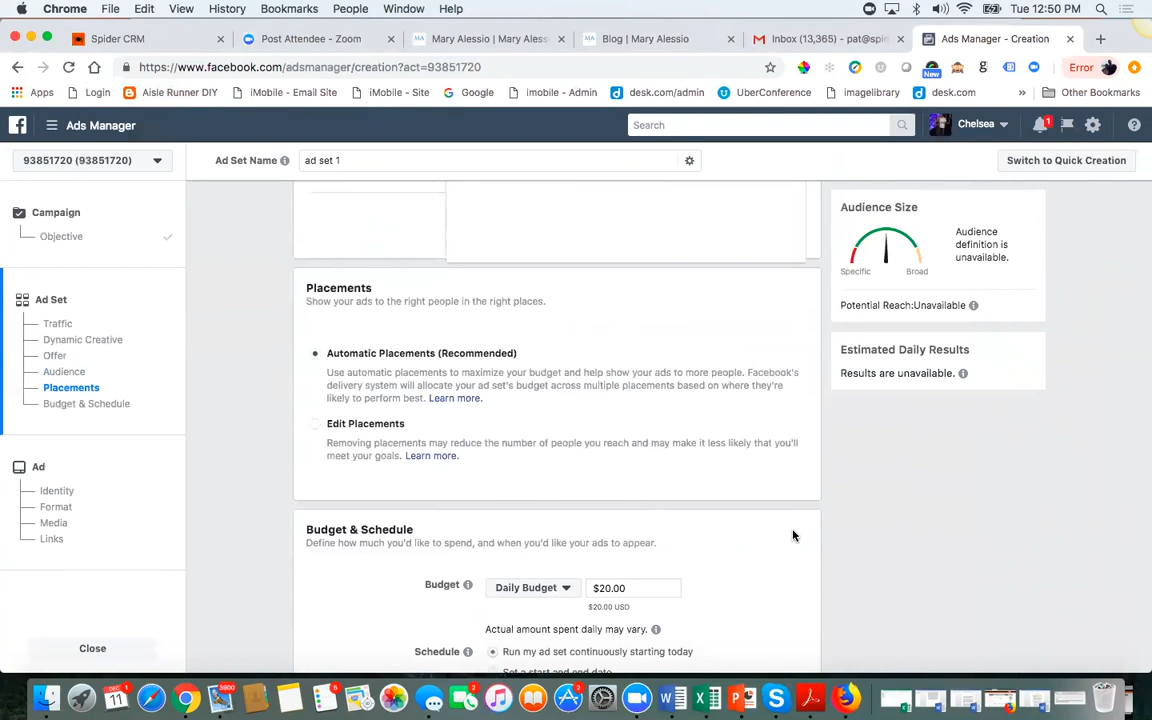 Chrome File Edit View History Bookmarks People Window Help Tue 12:50 PM
Spider CRM Post Attendee - Zoom Mary Alessio | Mary Aless Blog | Mary Alessio Inbox (13,365) - pat@spi Ads Manager - Creation
https://www.facebook.com/adsmanager/creation?act=93851720 New Error
Apps Login Aisle Runner DIY iMobile - Email Site iMobile - Site Google imobile - Admin desk.com/admin UberConference imagelibrary desk.com » Other Bookmarks
Ads Manager Search Chelsea 1
93851720 (93851720) Ad Set Name ad set 1 Switch to Quick Creation
Campaign
Objective
Ad Set
Traffic
Dynamic Creative
Offer
Audience
Placements
Budget & Schedule
Ad
Identity
Format
Media
Links
Close
Placements
Show your ads to the right people in the right places.
Automatic Placements (Recommended)
Use automatic placements to maximize your budget and help show your ads to more people. Facebook's
delivery system will allocate your ad set's budget across multiple placements based on where they're
likely to perform best. Learn more.
Edit Placements
Removing placements may reduce the number of people you reach and may make it less likely that you'll
meet your goals. Learn more.
Budget & Schedule
Define how much you'd like to spend, and when you'd like your ads to appear.
Budget Daily Budget $20.00
$20.00 USD
Actual amount spent daily may vary.
Schedule Run my ad set continuously starting today
Set a start and end date
Audience Size
Audience
definition is
unavailable.
Specific Broad
Potential Reach:Unavailable
Estimated Daily Results
Results are unavailable.